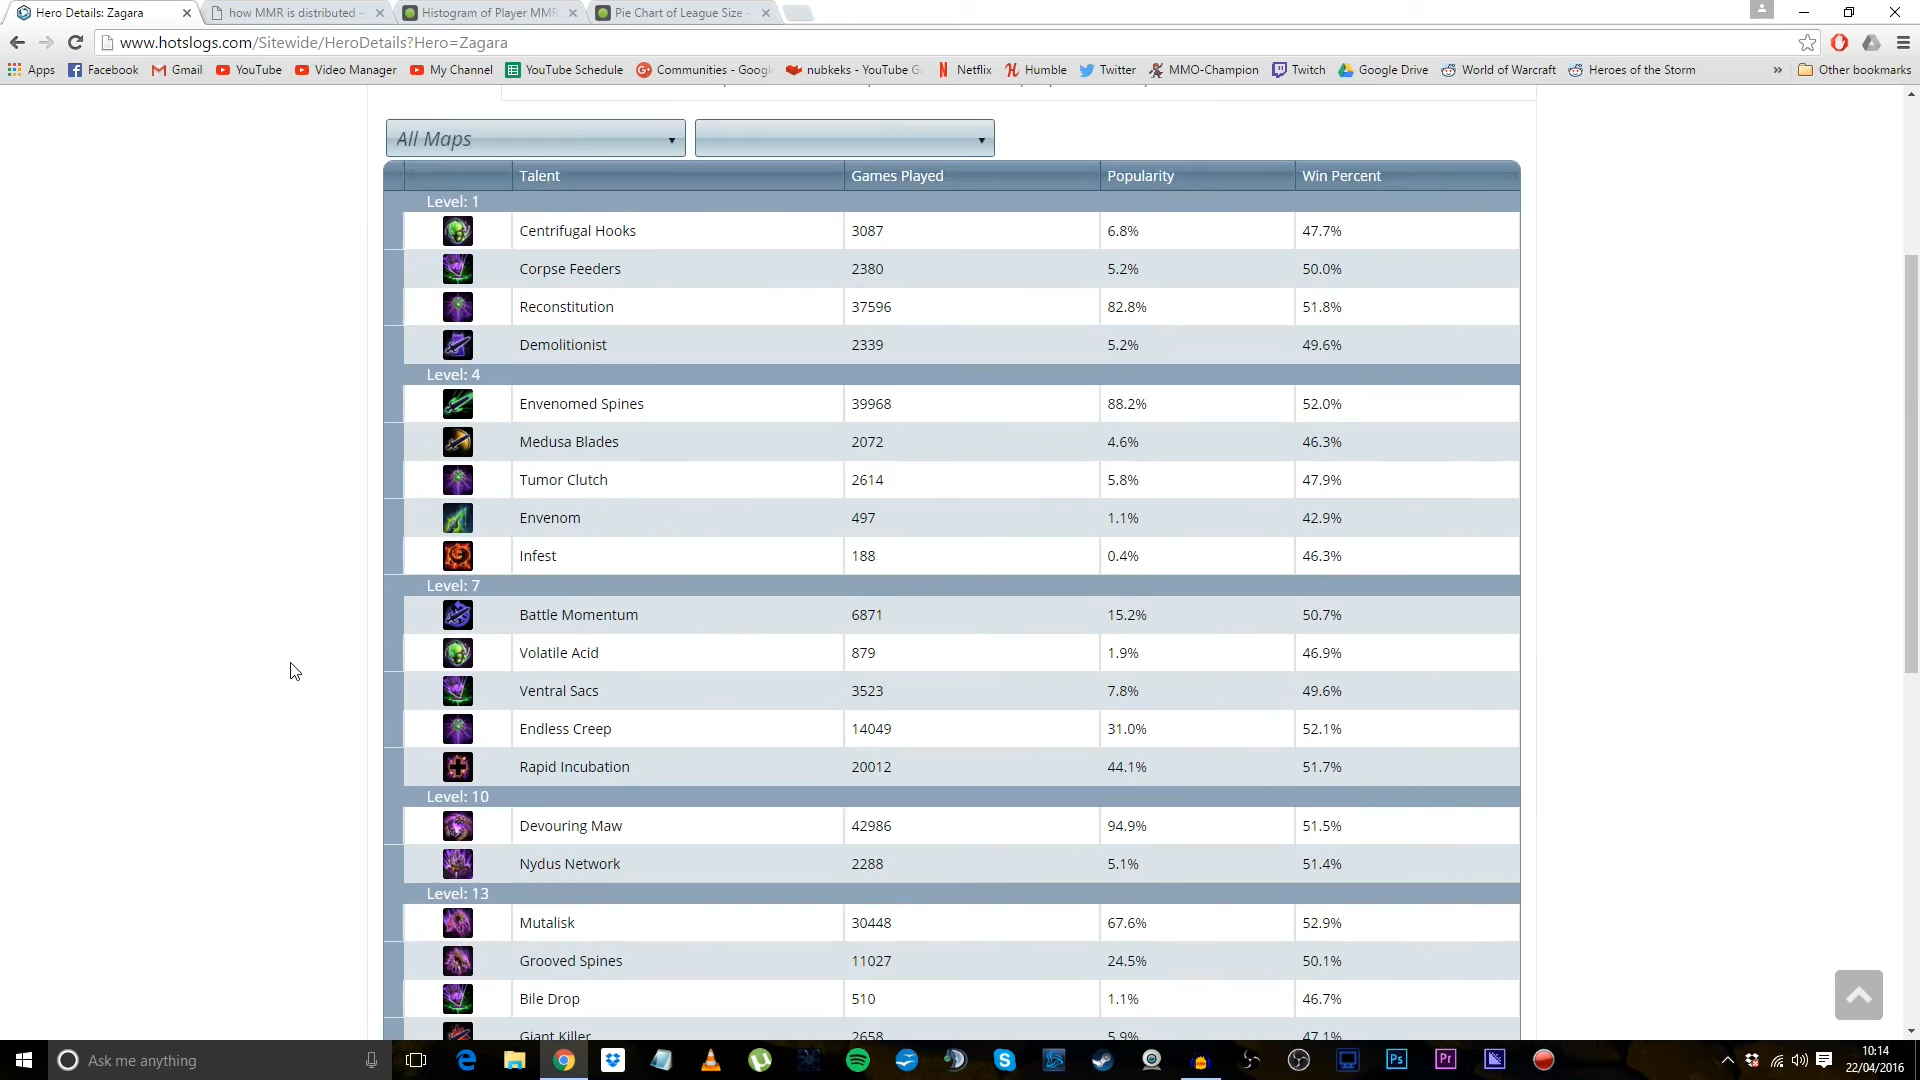 Hero Details: Zagara
how MMR is distributed –
Histogram of Player MMR
Pie Chart of League Size -
www.hotslogs.com/Sitewide/HeroDetails?Hero=Zagara
Apps Facebook Gmail YouTube Video Manager My Channel YouTube Schedule Communities - Googl nubkeks - YouTube G Netflix Humble Twitter MMO-Champion Twitch Google Drive World of Warcraft Heroes of the Storm » Other bookmarks
All Maps
Talent Games Played Popularity Win Percent
Level: 1
Centrifugal Hooks 3087 6.8% 47.7%
Corpse Feeders 2380 5.2% 50.0%
Reconstitution 37596 82.8% 51.8%
Demolitionist 2339 5.2% 49.6%
Level: 4
Envenomed Spines 39968 88.2% 52.0%
Medusa Blades 2072 4.6% 46.3%
Tumor Clutch 2614 5.8% 47.9%
Envenom 497 1.1% 42.9%
Infest 188 0.4% 46.3%
Level: 7
Battle Momentum 6871 15.2% 50.7%
Volatile Acid 879 1.9% 46.9%
Ventral Sacs 3523 7.8% 49.6%
Endless Creep 14049 31.0% 52.1%
Rapid Incubation 20012 44.1% 51.7%
Level: 10
Devouring Maw 42986 94.9% 51.5%
Nydus Network 2288 5.1% 51.4%
Level: 13
Mutalisk 30448 67.6% 52.9%
Grooved Spines 11027 24.5% 50.1%
Bile Drop 510 1.1% 46.7%
Giant Killer 2658 5.9% 47.1%
Ask me anything
Ps Pr
10:14
22/04/2016